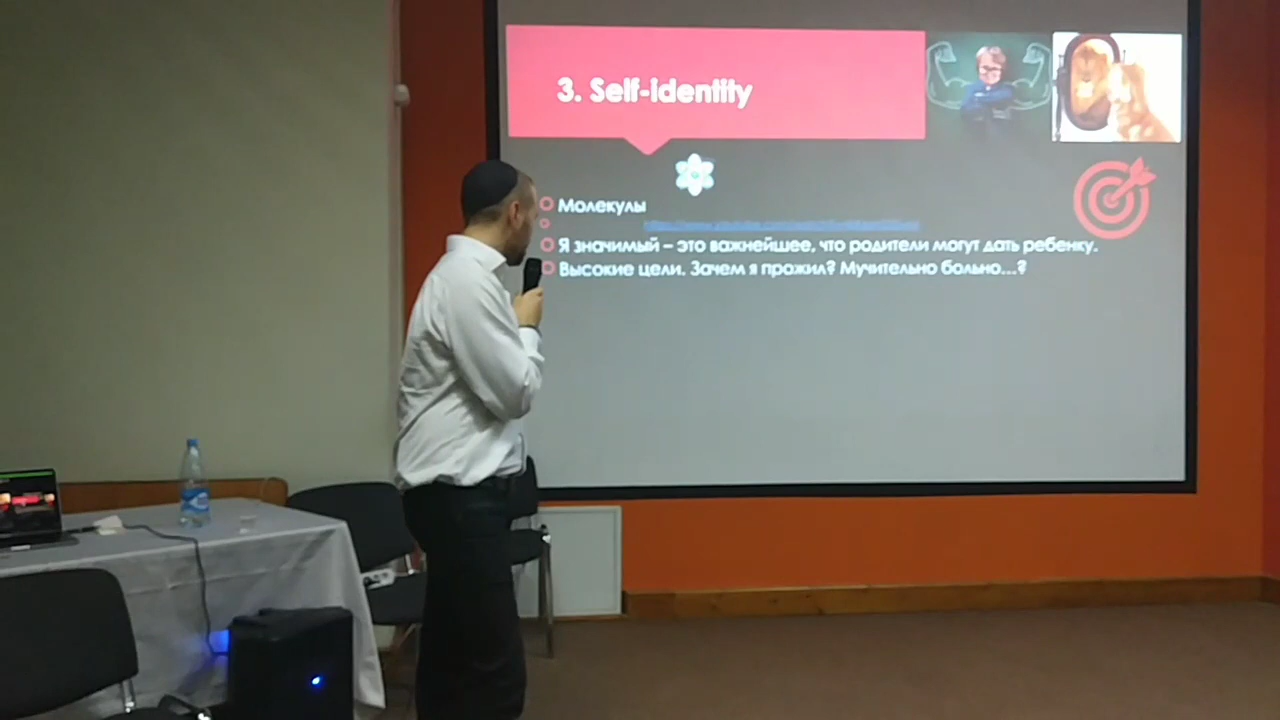 3. Self-identity
Молекулы
Я значимый – это важнейшее, что родители могут дать ребенку.
Высокие цели. Зачем я прожил? Мучительно больно...?